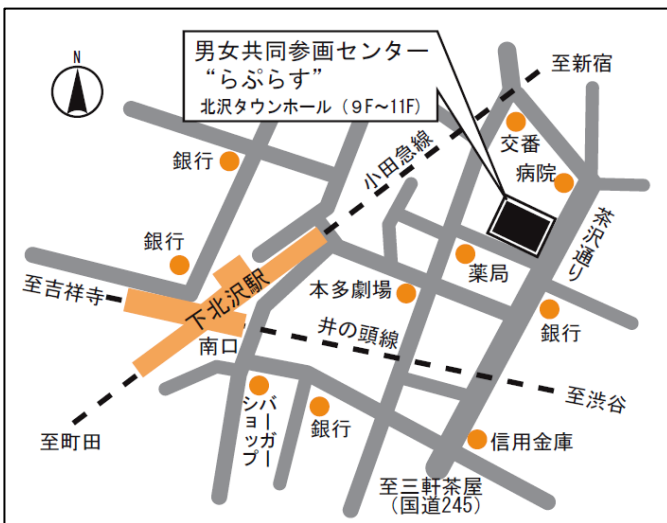 男女共同参画センター
“らぷらす”
北沢タウンホール（9F～11F）
N
至新宿
小田急線
交番
病院
銀行
茶沢通り
銀行
薬局
至吉祥寺
下北沢駅
本多劇場
銀行
南口
井の頭線
至渋谷
至町田
バーガー
ショップ
銀行
信用金庫
至三軒茶屋
（国道245）